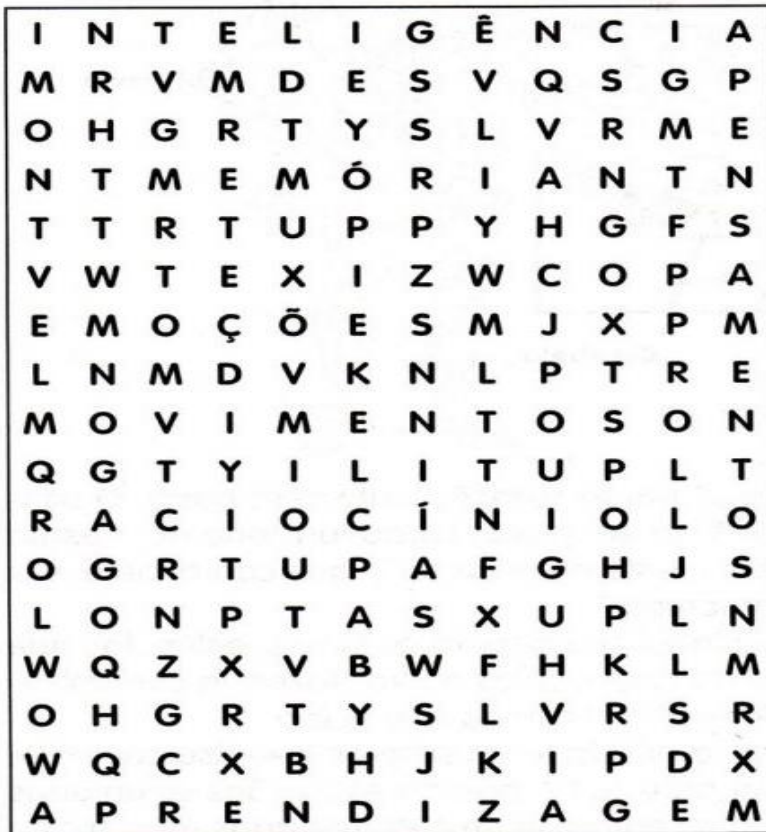 I N T E L I G Ê N C I A
M R V M D E S V Q S G P
O H G R T Y S L V R M E
N T M E M Ó R I A N T N
T T R T U P P Y H G F S
V W T E X I Z W C O P A
E M O Ç Õ E S M J X P M
L N M D V K N L P T R E
M O V I M E N T O S O N
Q G T Y I L I T U P L T
R A C I O C Í N I O L O
O G R T U P A F G H J S
L O N P T A S X U P L N
W Q Z X V B W F H K L M
O H G R T Y S L V R S R
W Q C X B H J K I P D X
A P R E N D I Z A G E M